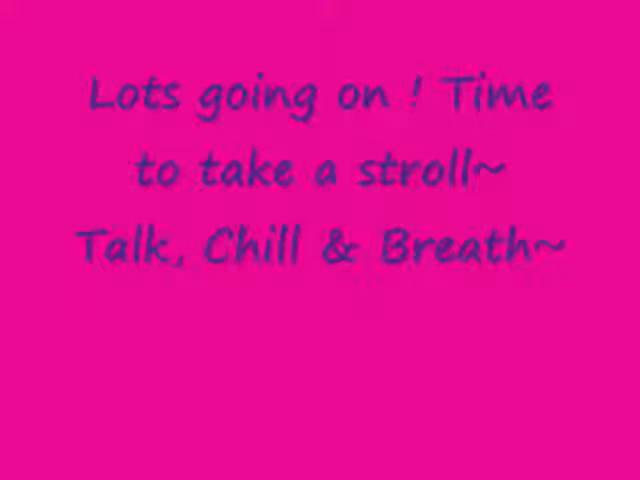 Lots going on ! Time
to take a stroll~
Talk, Chill & Breath~